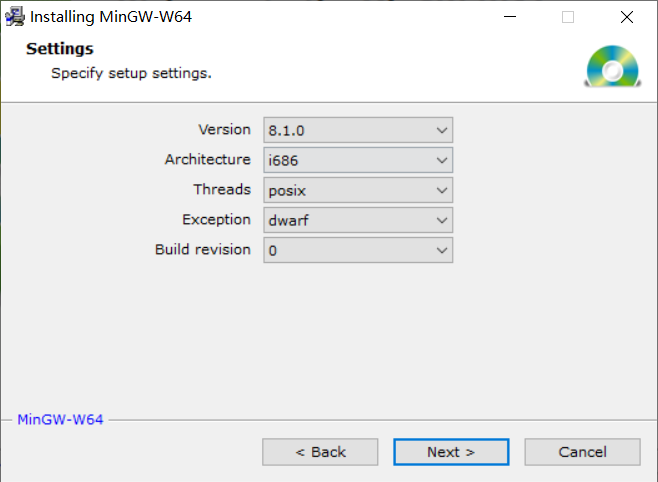 Installing MinGW-W64
Settings
Specify setup settings.
Version 8.1.0
Architecture i686
Threads posix
Exception dwarf
Build revision 0
MinGW-W64
< Back Next > Cancel